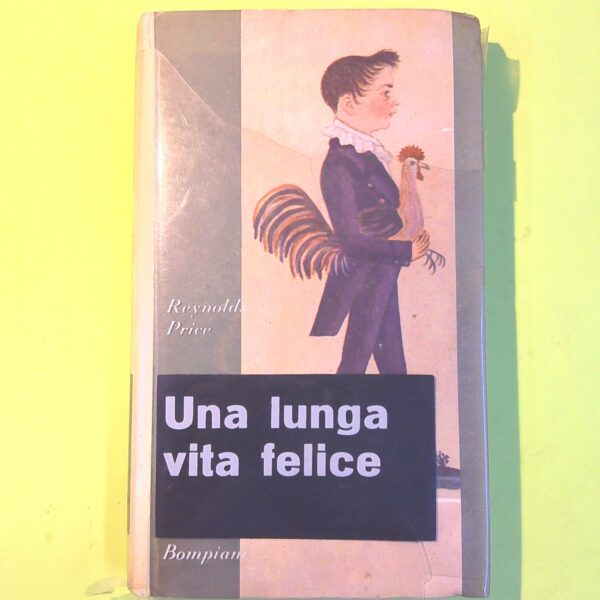 Reynolds
Price
Una lunga
vita felice
Bompiani